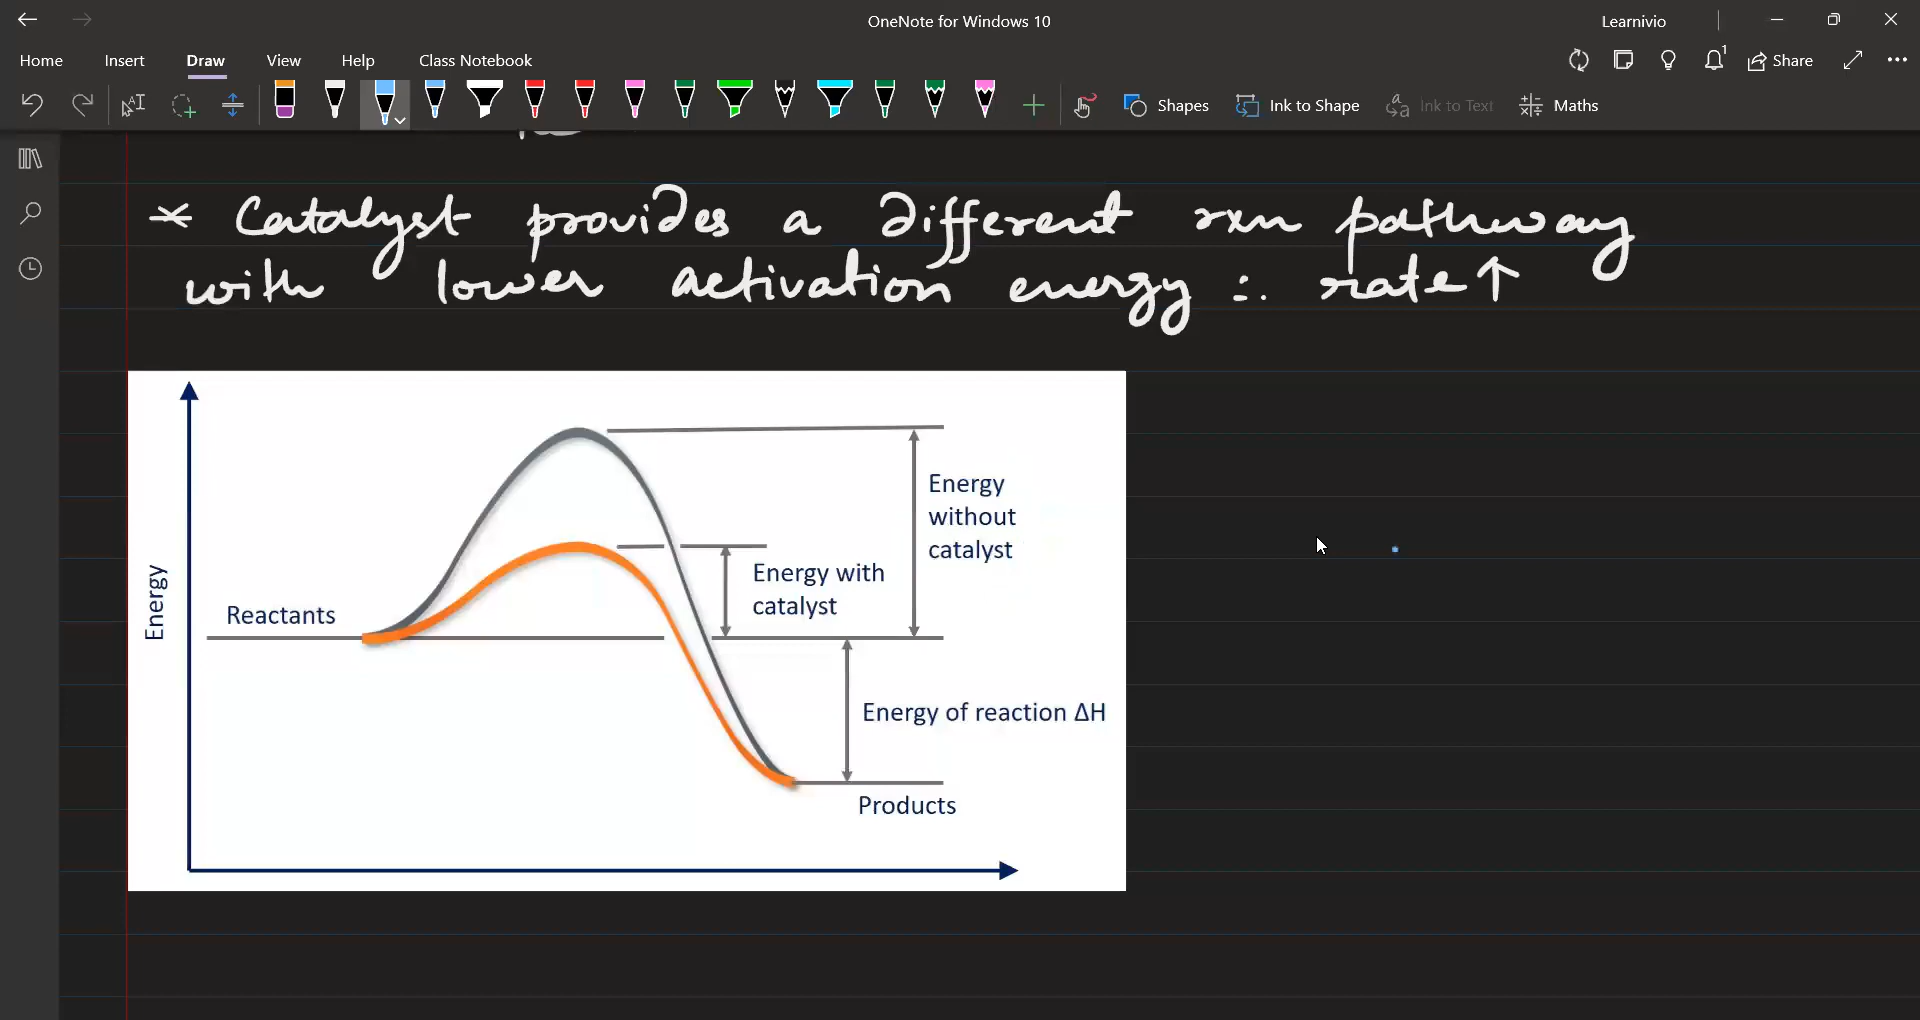 OneNote for Windows 10
Learnivio
Home Insert Draw View Help Class Notebook
1
Share
Shapes Ink to Shape Ink to Text Maths
* Catalyst provides a different rxn pathway
with lower activation energy ∴ rate ↑
Energy
without
catalyst
Energy with
catalyst
Energy
Reactants
Energy of reaction ΔH
Products